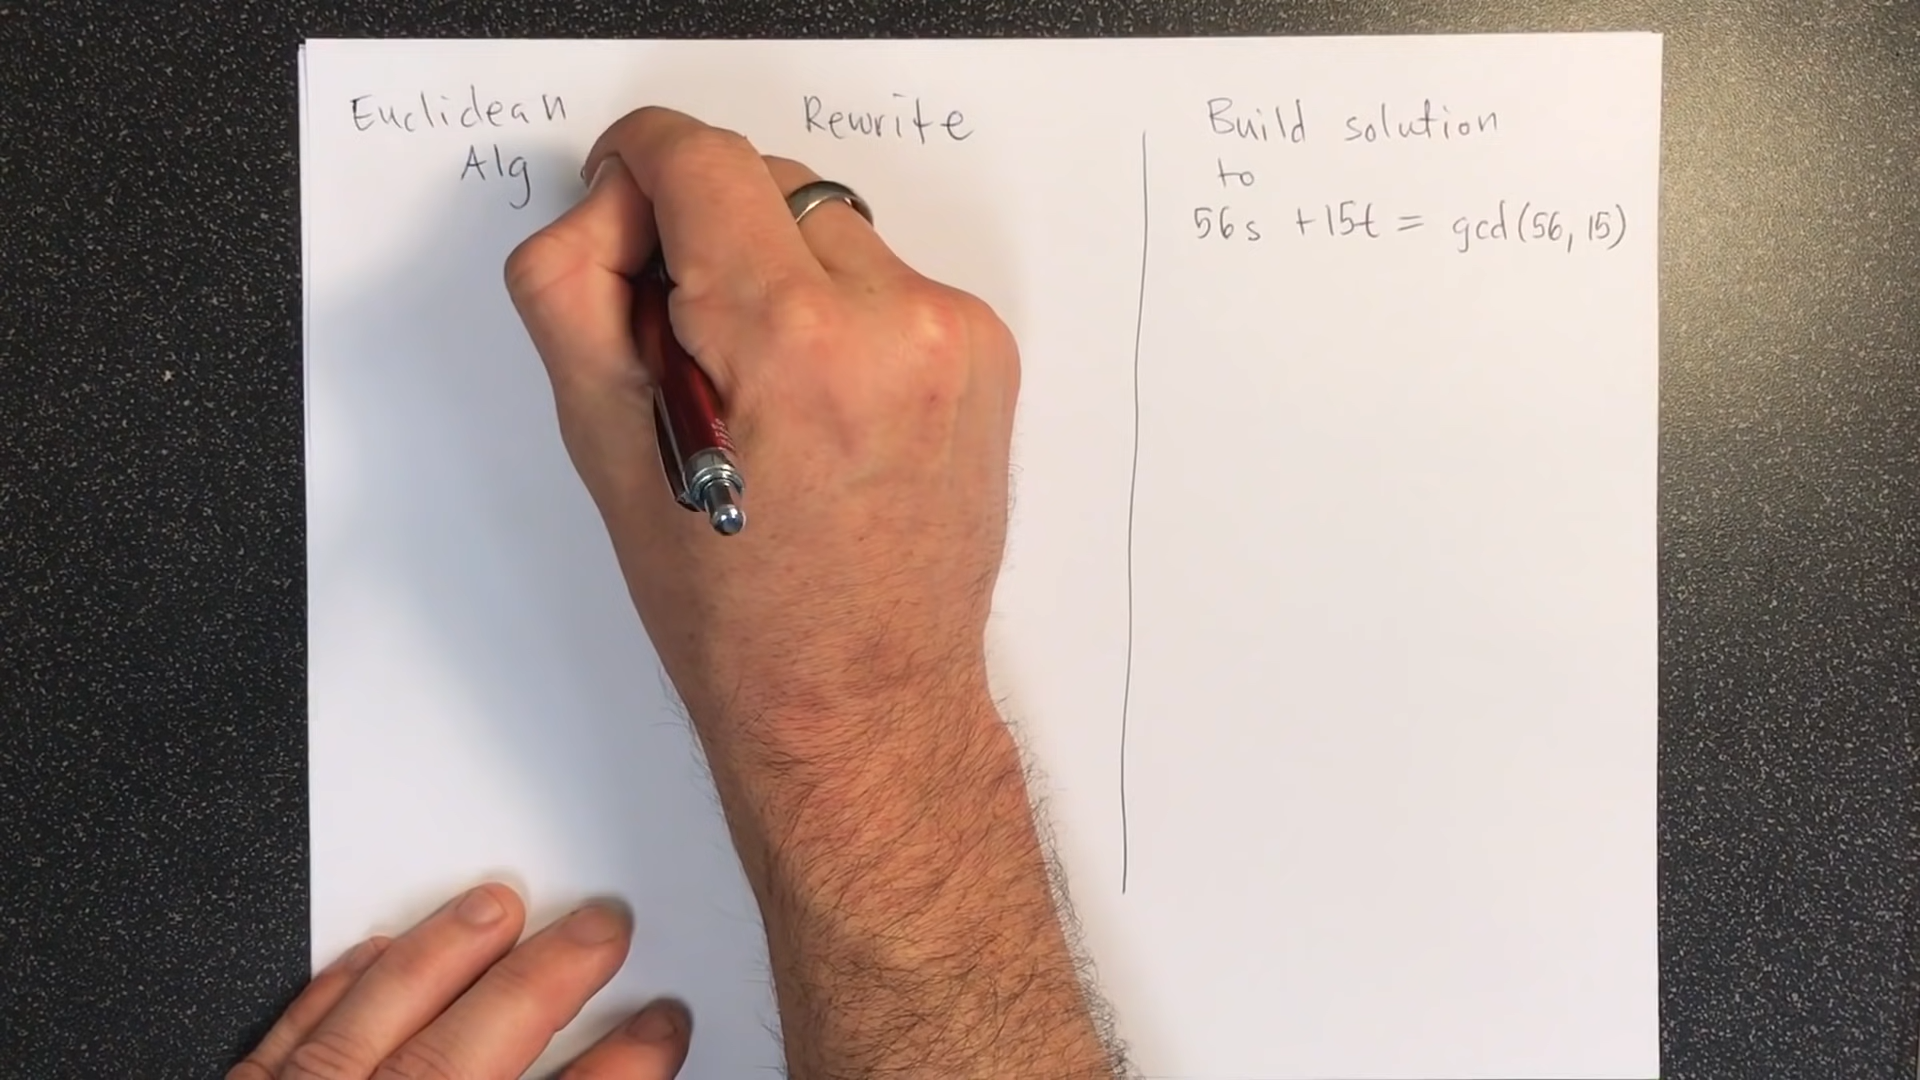 Euclidean
Alg
Rewrite
Build solution
to
56s + 15t = gcd(56, 15)